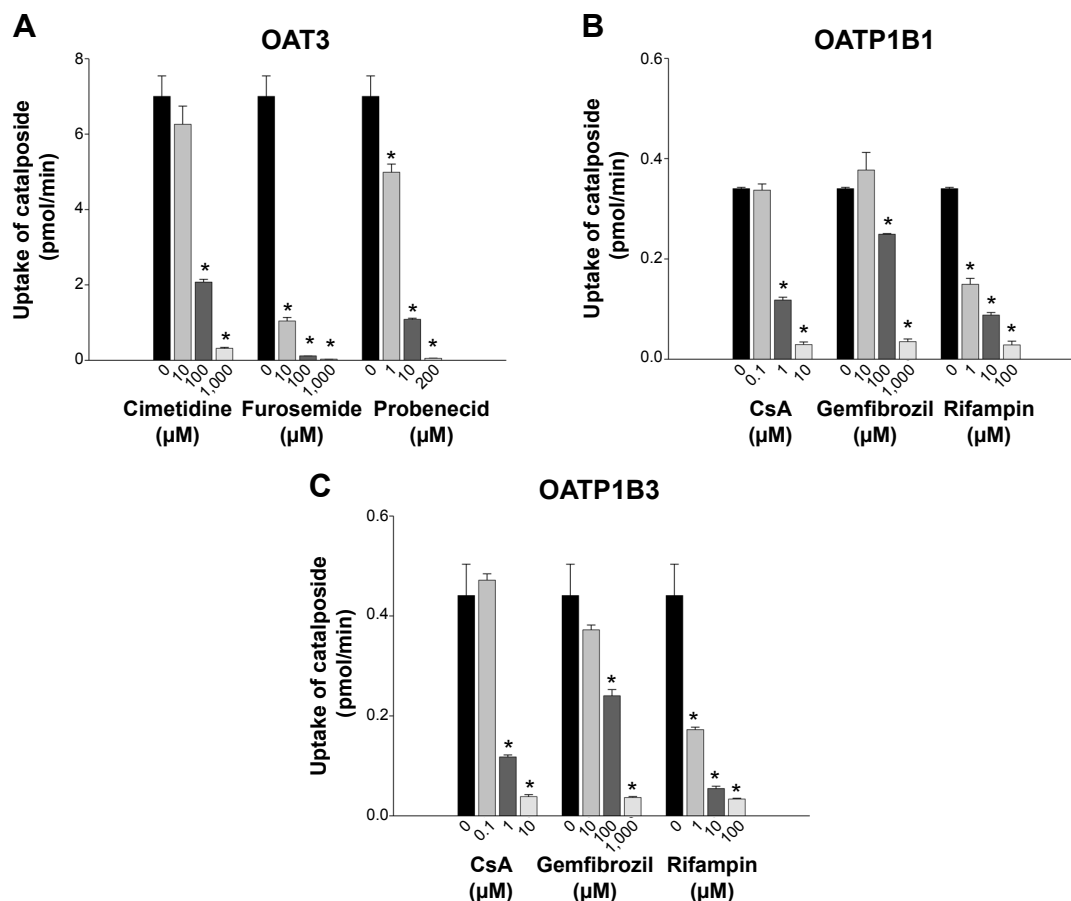 A
OAT3
Uptake of catalposide
(pmol/min)
8
6
4
2
0
*
*
*
*
*
*
*
*
0 10 100 1,000
0 10 100 1,000
0 1 10 200
Cimetidine Furosemide Probenecid
(µM) (µM) (µM)
B
OATP1B1
Uptake of catalposide
(pmol/min)
0.6
0.4
0.2
0.0
*
*
*
*
*
*
*
0 0.1 1 10
0 10 100 1,000
0 1 10 100
CsA Gemfibrozil Rifampin
(µM) (µM) (µM)
C
OATP1B3
Uptake of catalposide
(pmol/min)
0.6
0.4
0.2
0.0
*
*
*
*
*
*
*
0 0.1 1 10
0 10 100 1,000
0 1 10 100
CsA Gemfibrozil Rifampin
(µM) (µM) (µM)